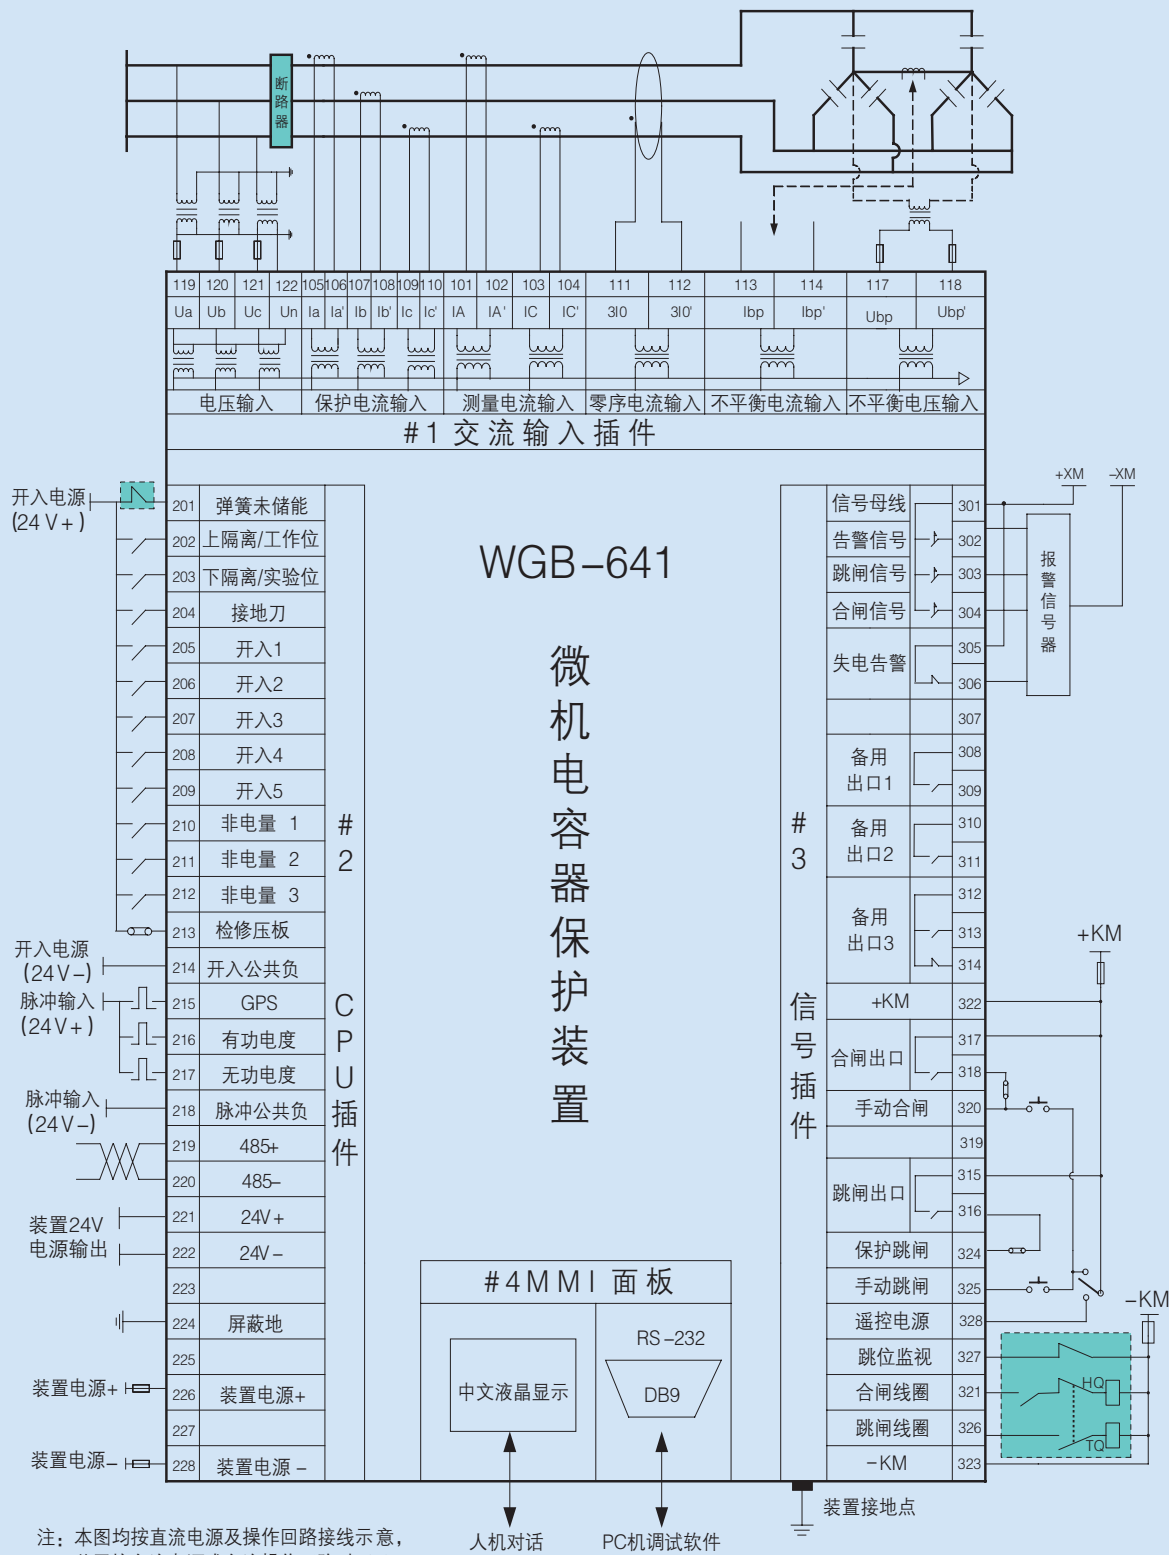 断路器
119 120 121 122 105 106 107 108 109 110 101 102 103 104 111 112 113 114 117 118
Ua Ub Uc Un Ia Ia' Ib Ib' Ic Ic' IA IA' IC IC' 3I0 3I0' Ibp Ibp' Ubp Ubp'
电压输入 保护电流输入 测量电流输入 零序电流输入 不平衡电流输入 不平衡电压输入
#1交流输入插件
WGB-641
微机电容器保护装置
开入电源
(24V+)
201 弹簧未储能
202 上隔离/工作位
203 下隔离/实验位
204 接地刀
205 开入1
206 开入2
207 开入3
208 开入4
209 开入5
210 非电量 1
211 非电量 2
212 非电量 3
213 检修压板
开入电源
(24V-)
214 开入公共负
脉冲输入
(24V+)
215 GPS
216 有功电度
217 无功电度
脉冲输入
(24V-)
218 脉冲公共负
219 485+
220 485-
装置24V
电源输出
221 24V+
222 24V-
223
224 屏蔽地
225
装置电源+
226 装置电源+
227
装置电源-
228 装置电源-
#2 CPU插件
#3 信号插件
+XM -XM
信号母线 301
告警信号 302
跳闸信号 303
合闸信号 304
失电告警 305
306
报警信号器
307
备用
出口1
308
309
备用
出口2
310
311
备用
出口3
312
313
314
+KM
+KM 322
合闸出口 317
318
手动合闸 320
319
跳闸出口 315
316
保护跳闸 324
手动跳闸 325
遥控电源 328
-KM
跳位监视 327
合闸线圈 321
HQ
跳闸线圈 326
TQ
-KM 323
#4MMI面板
中文液晶显示
RS-232
DB9
人机对话
PC机调试软件
装置接地点
注：本图均按直流电源及操作回路接线示意，